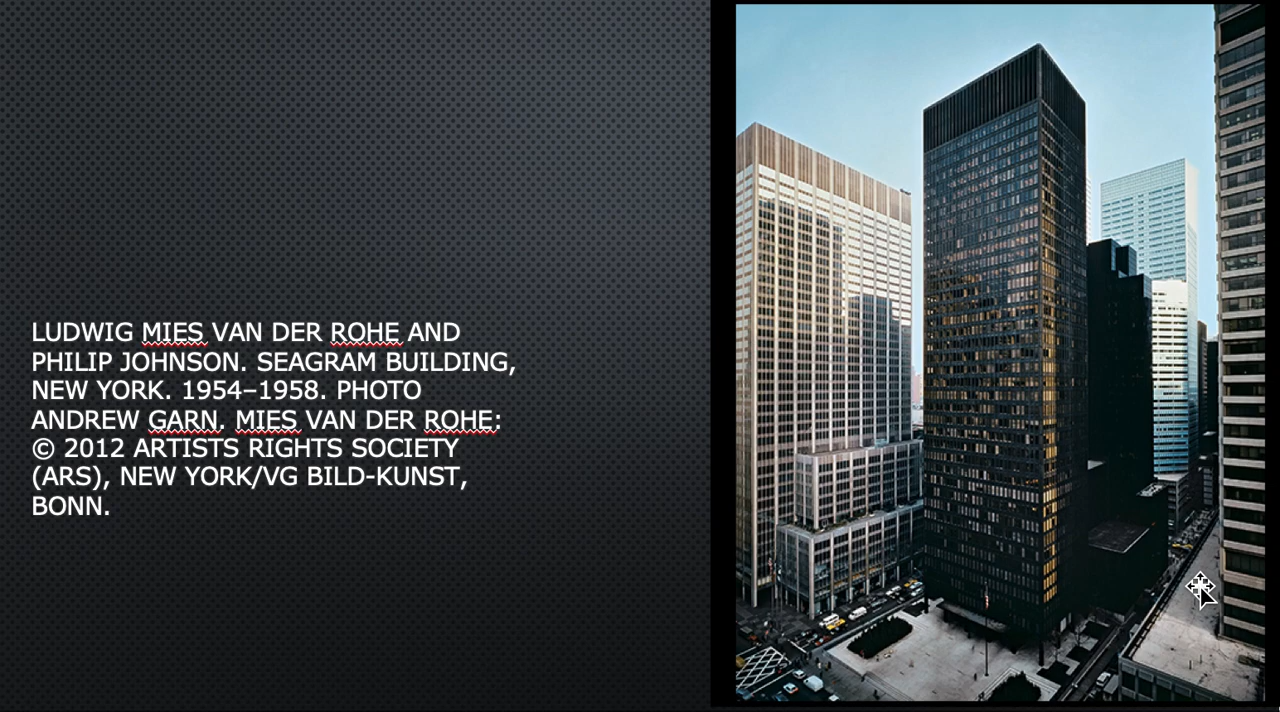 LUDWIG MIES VAN DER ROHE AND
PHILIP JOHNSON. SEAGRAM BUILDING,
NEW YORK. 1954–1958. PHOTO
ANDREW GARN. MIES VAN DER ROHE:
© 2012 ARTISTS RIGHTS SOCIETY
(ARS), NEW YORK/VG BILD-KUNST,
BONN.